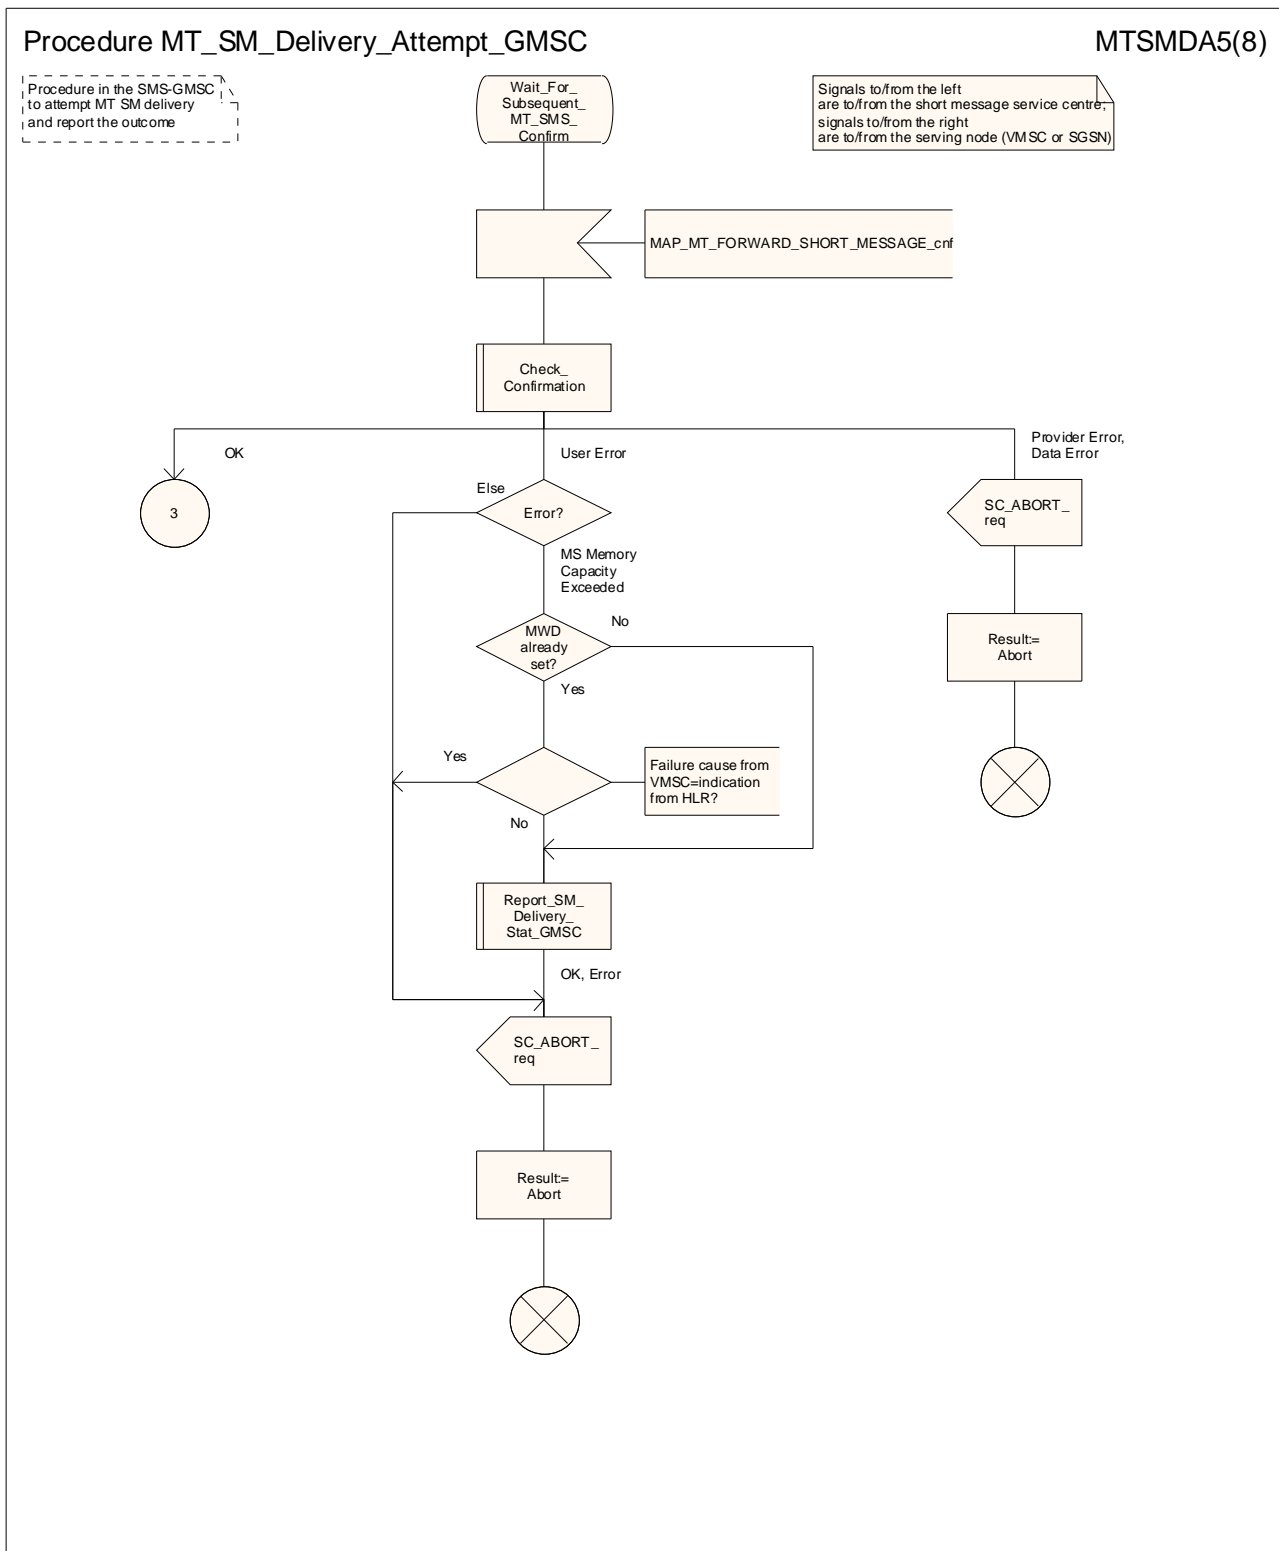 Procedure MT_SM_Delivery_Attempt_GMSC
MTSMDA5(8)
Procedure in the SMS-GMSC
to attempt MT SM delivery
and report the outcome
Wait_For_
Subsequent_
MT_SMS_
Confirm
Signals to/from the left
are to/from the short message service centre;
signals to/from the right
are to/from the serving node (VMSC or SGSN)
MAP_MT_FORWARD_SHORT_MESSAGE_cnf
Check_
Confirmation
OK
User Error
Provider Error,
Data Error
3
Else
Error?
SC_ABORT_
req
MS Memory
Capacity
Exceeded
MWD
already
set?
No
Result:=
Abort
Yes
Yes
Failure cause from
VMSC=indication
from HLR?
No
Report_SM_
Delivery_
Stat_GMSC
OK, Error
SC_ABORT_
req
Result:=
Abort